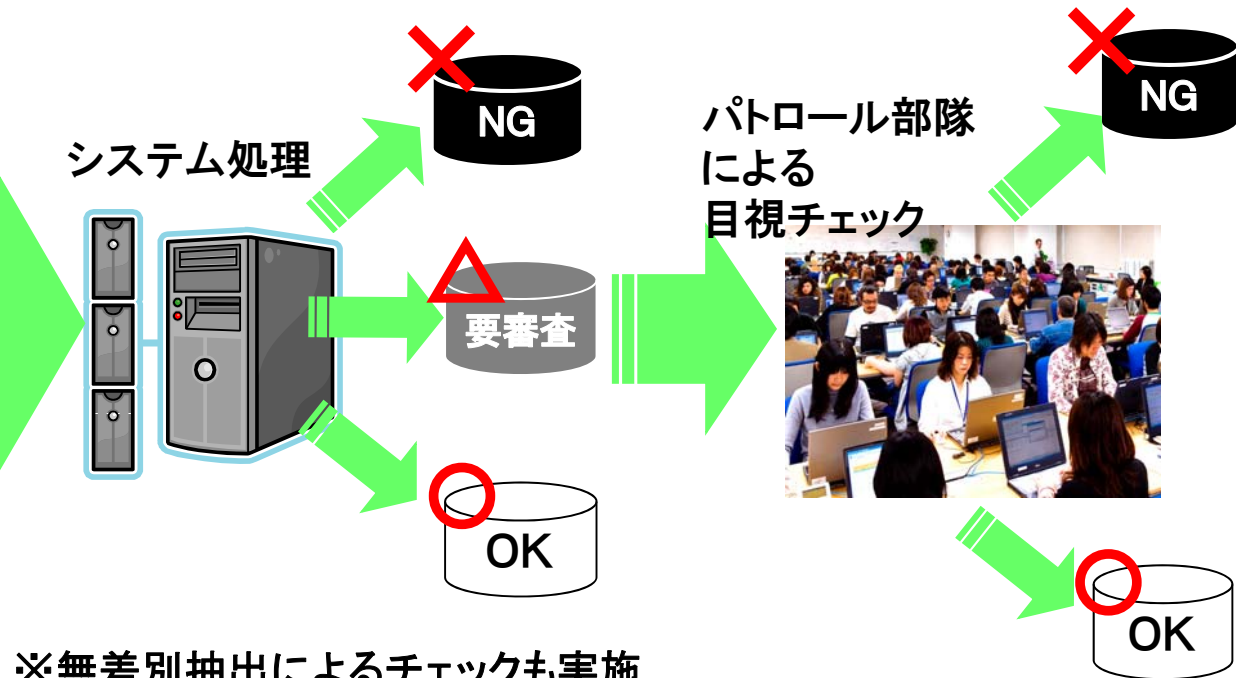 システム処理
NG
要審査
OK
パトロール部隊
による
目視チェック
NG
OK
※無差別抽出によるチェックも実施